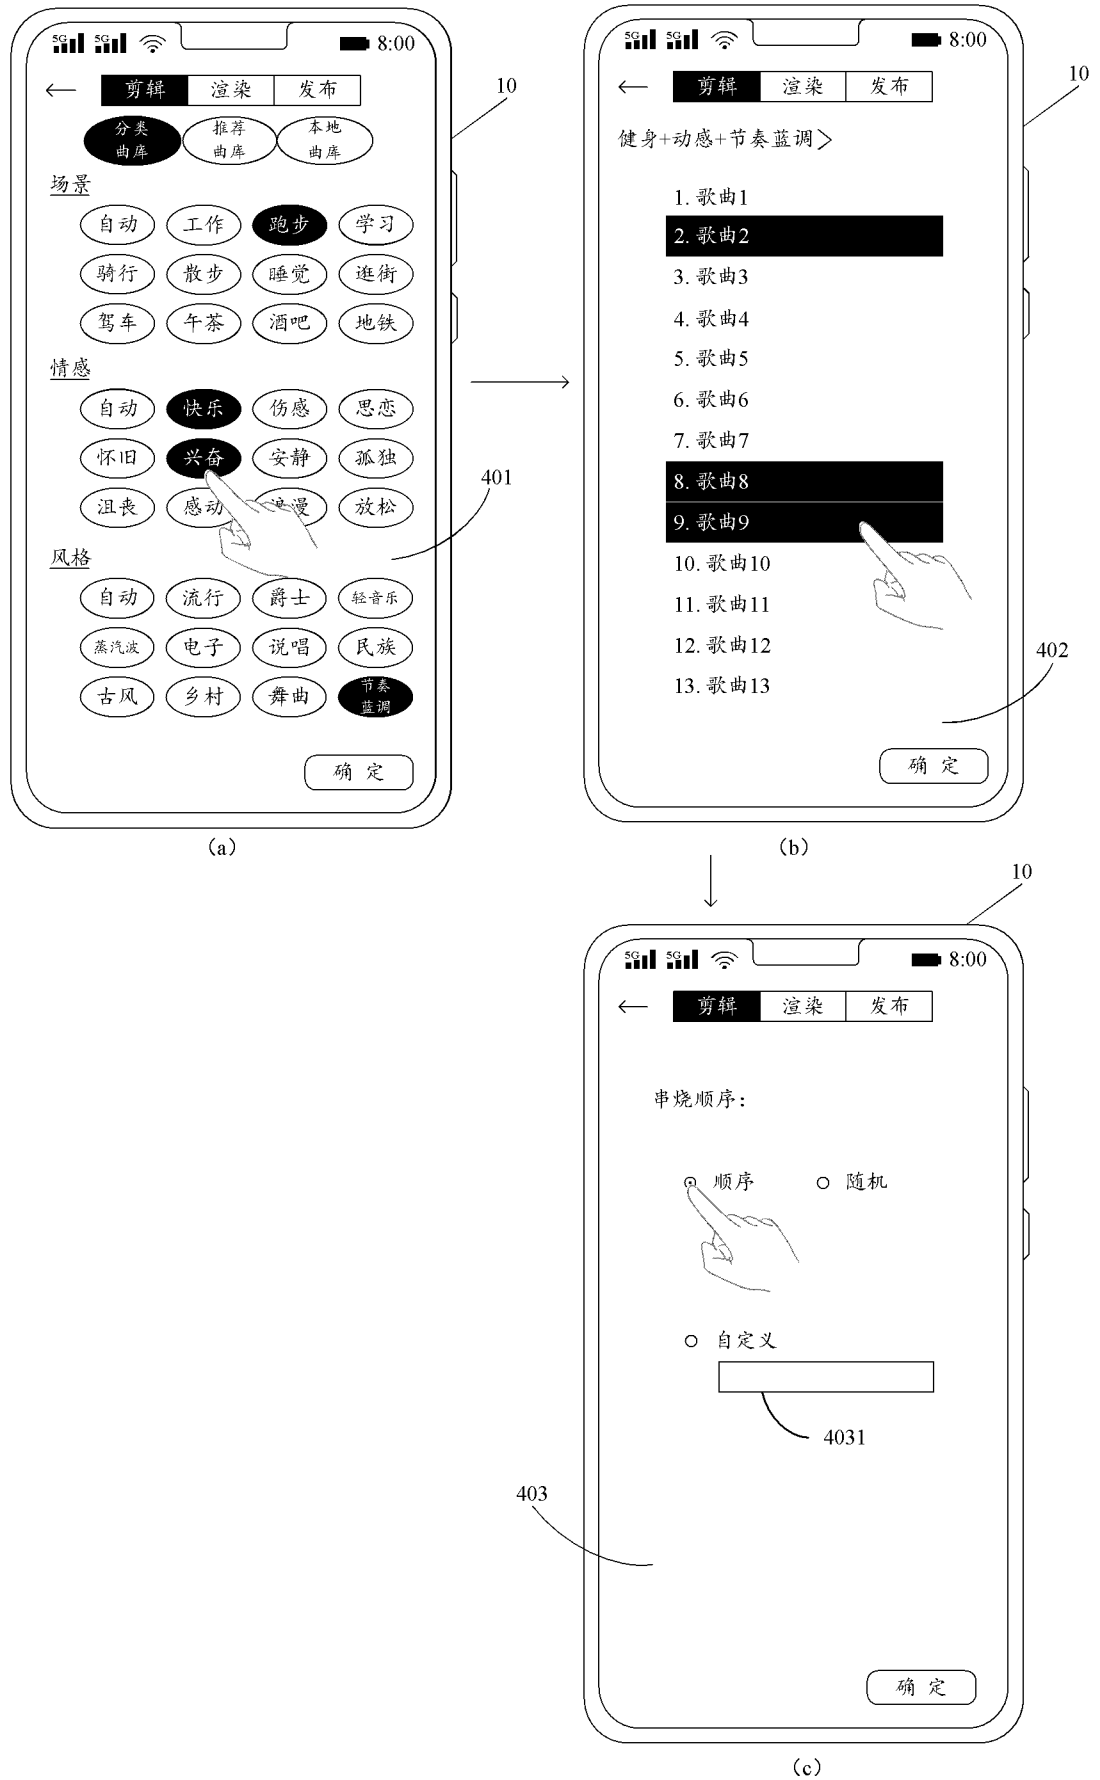 5G 5G 8:00
剪辑 渲染 发布
10
分类曲库 推荐曲库 本地曲库
场景
自动 工作 跑步 学习
骑行 散步 睡觉 逛街
驾车 午茶 酒吧 地铁
情感
自动 快乐 伤感 思恋
怀旧 兴奋 安静 孤独
沮丧 感动 浪漫 放松
401
风格
自动 流行 爵士 轻音乐
蒸汽波 电子 说唱 民族
古风 乡村 舞曲 节奏蓝调
确 定
(a)
5G 5G 8:00
剪辑 渲染 发布
10
健身+动感+节奏蓝调>
1. 歌曲1
2. 歌曲2
3. 歌曲3
4. 歌曲4
5. 歌曲5
6. 歌曲6
7. 歌曲7
8. 歌曲8
9. 歌曲9
10. 歌曲10
11. 歌曲11
12. 歌曲12
13. 歌曲13
402
确 定
(b)
10
5G 5G 8:00
剪辑 渲染 发布
串烧顺序：
顺序 随机
自定义
4031
403
确 定
(c)